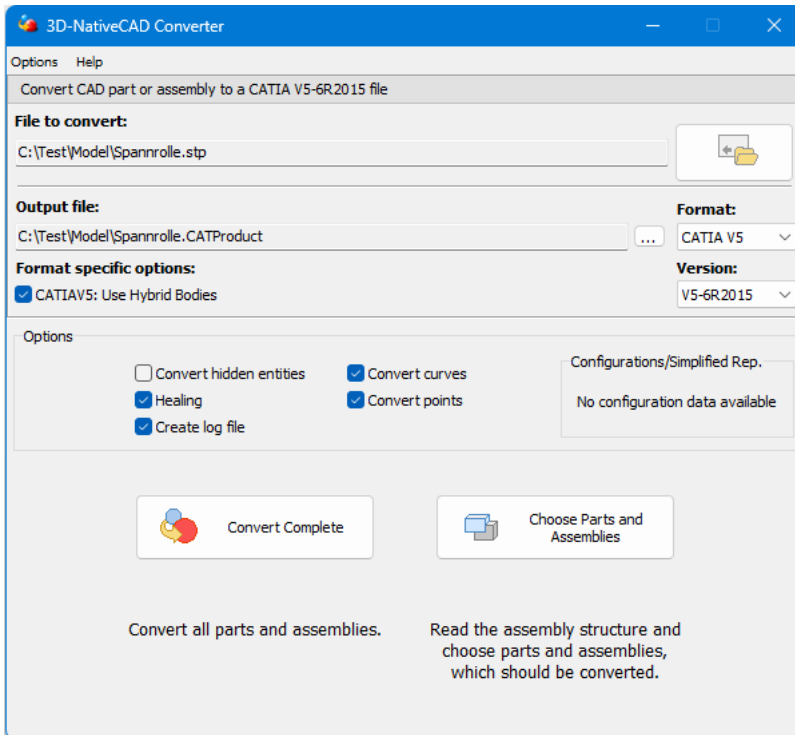 3D-NativeCAD Converter
Options Help
Convert CAD part or assembly to a CATIA V5-6R2015 file
File to convert:
C:\Test\Model\Spannrolle.stp
Output file:
Format:
C:\Test\Model\Spannrolle.CATProduct
...
CATIA V5
Format specific options:
Version:
CATIAV5: Use Hybrid Bodies
V5-6R2015
Options
Convert hidden entities
Convert curves
Healing
Convert points
Create log file
Configurations/Simplified Rep.
No configuration data available
Convert Complete
Choose Parts and
Assemblies
Convert all parts and assemblies.
Read the assembly structure and
choose parts and assemblies,
which should be converted.